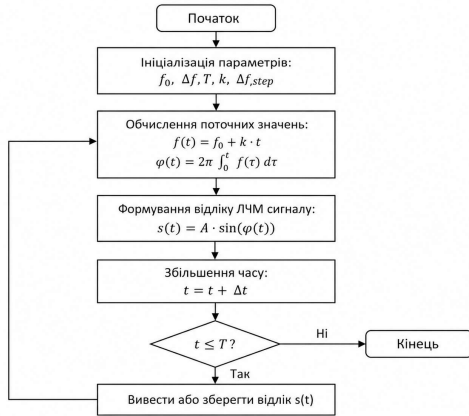 Початок
Ініціалізація параметрів:
f₀, Δf, T, k, Δf,step
Обчислення поточних значень:
f(t) = f₀ + k · t
φ(t) = 2π ∫₀ᵗ f(τ) dτ
Формування відліку ЛЧМ сигналу:
s(t) = A · sin(φ(t))
Збільшення часу:
t = t + Δt
t ≤ T ?
Ні
Кінець
Так
Вивести або зберегти відлік s(t)